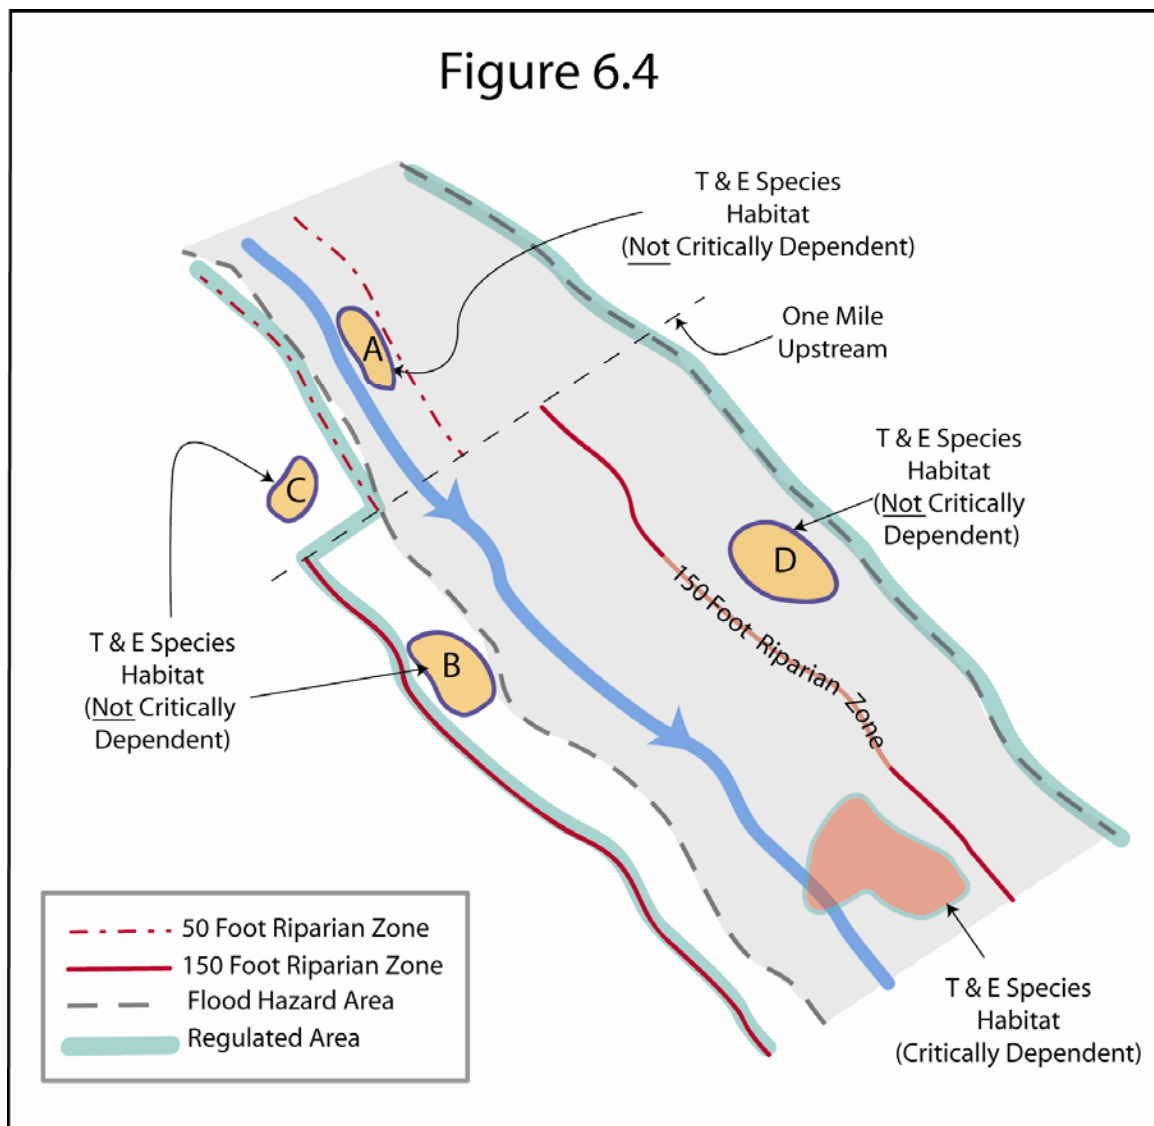 Figure 6.4
T & E Species
Habitat
(Not Critically Dependent)
One Mile
Upstream
A
T & E Species
Habitat
(Not Critically
Dependent)
C
D
150 Foot Riparian Zone
T & E Species
Habitat
(Not Critically
Dependent)
B
50 Foot Riparian Zone
150 Foot Riparian Zone
Flood Hazard Area
Regulated Area
T & E Species
Habitat
(Critically Dependent)